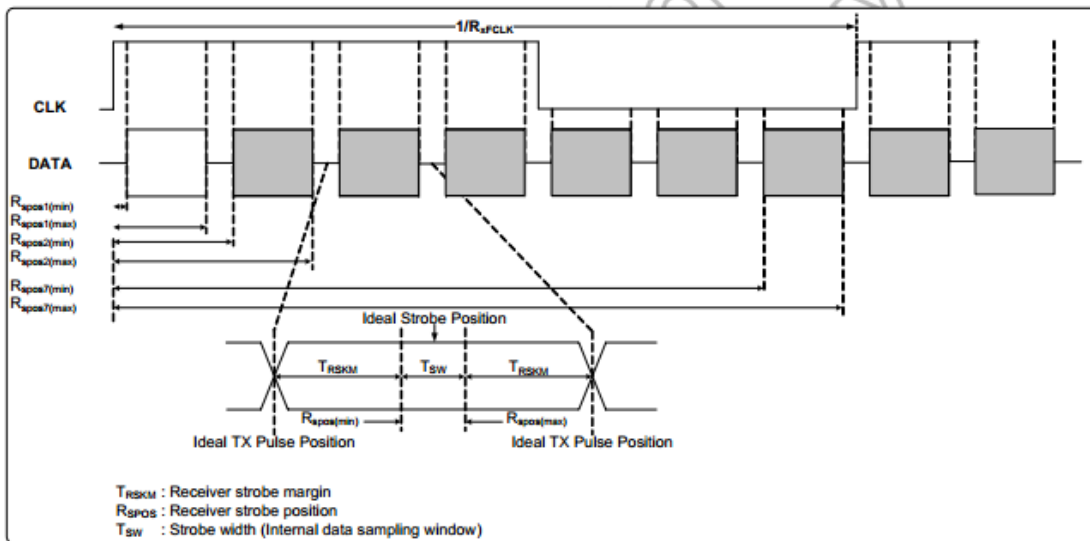 1/RxFCLK
CLK
DATA
Rspos1(min)
Rspos1(max)
Rspos2(min)
Rspos2(max)
Rspos7(min)
Rspos7(max)
Ideal Strobe Position
TRSKM TSW TRSKM
Rspos(min) Rspos(max)
Ideal TX Pulse Position Ideal TX Pulse Position
TRSKM : Receiver strobe margin
RSPOS : Receiver strobe position
TSW : Strobe width (Internal data sampling window)